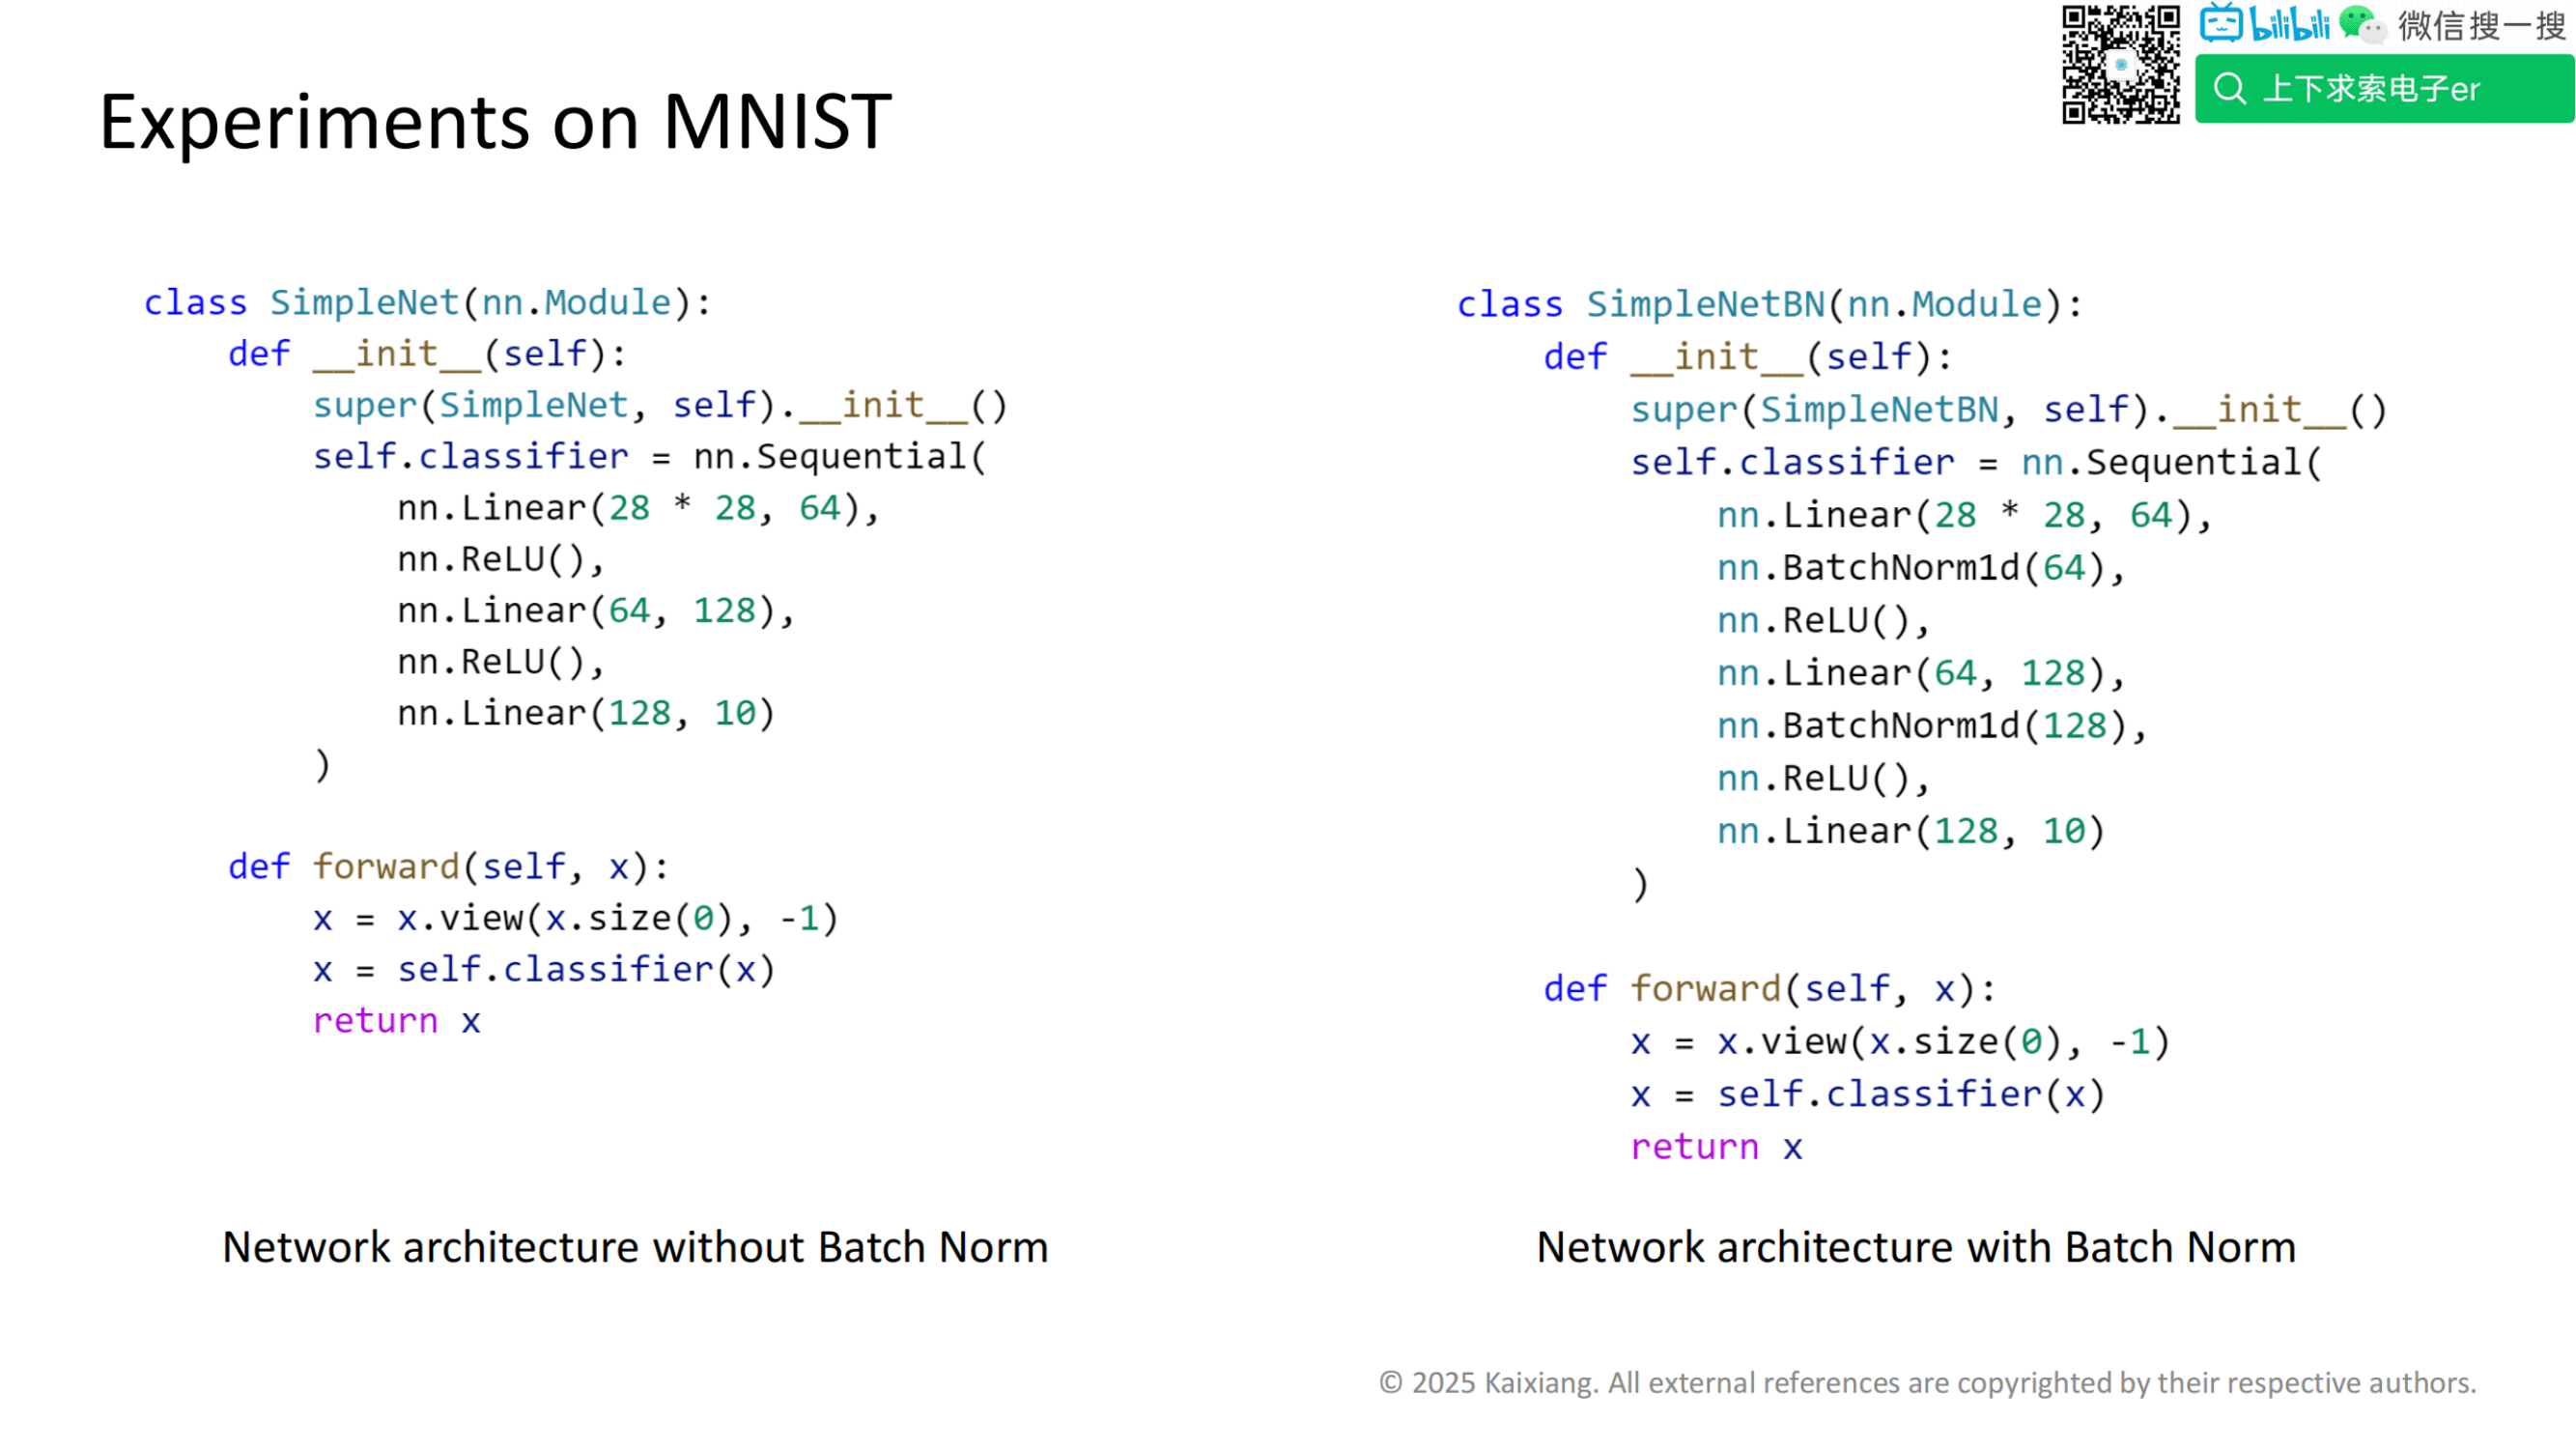 bilibili 微信搜一搜
上下求索电子er
Experiments on MNIST
class SimpleNet(nn.Module):
    def __init__(self):
        super(SimpleNet, self).__init__()
        self.classifier = nn.Sequential(
            nn.Linear(28 * 28, 64),
            nn.ReLU(),
            nn.Linear(64, 128),
            nn.ReLU(),
            nn.Linear(128, 10)
        )
    def forward(self, x):
        x = x.view(x.size(0), -1)
        x = self.classifier(x)
        return x
Network architecture without Batch Norm
class SimpleNetBN(nn.Module):
    def __init__(self):
        super(SimpleNetBN, self).__init__()
        self.classifier = nn.Sequential(
            nn.Linear(28 * 28, 64),
            nn.BatchNorm1d(64),
            nn.ReLU(),
            nn.Linear(64, 128),
            nn.BatchNorm1d(128),
            nn.ReLU(),
            nn.Linear(128, 10)
        )
    def forward(self, x):
        x = x.view(x.size(0), -1)
        x = self.classifier(x)
        return x
Network architecture with Batch Norm
© 2025 Kaixiang. All external references are copyrighted by their respective authors.